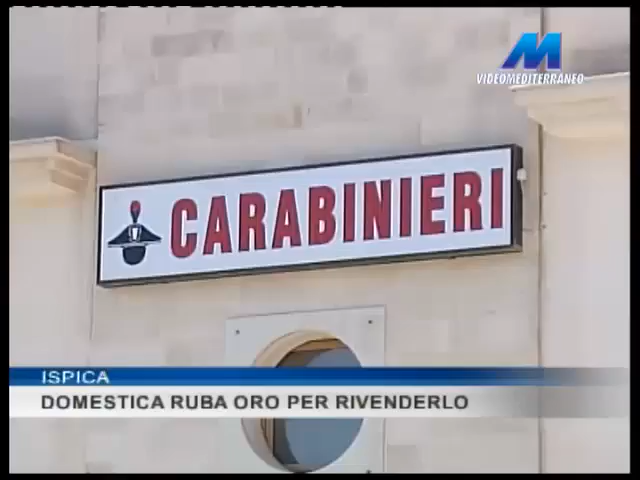 M
VIDEOMEDITERRANEO
CARABINIERI
ISPICA
DOMESTICA RUBA ORO PER RIVENDERLO